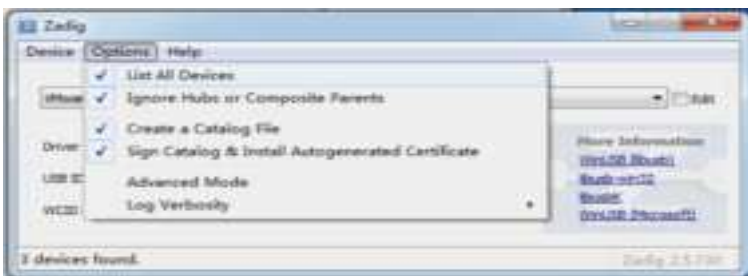 Zadig
Device Options Help
List All Devices
Ignore Hubs or Composite Parents
Edit
Create a Catalog File
Driver
Sign Catalog & Install Autogenerated Certificate
More Information
WinUSB (libusb)
USB ID
Advanced Mode
libusb-win32
libusbK
WCID
Log Verbosity
WinUSB (Microsoft)
3 devices found.
Zadig